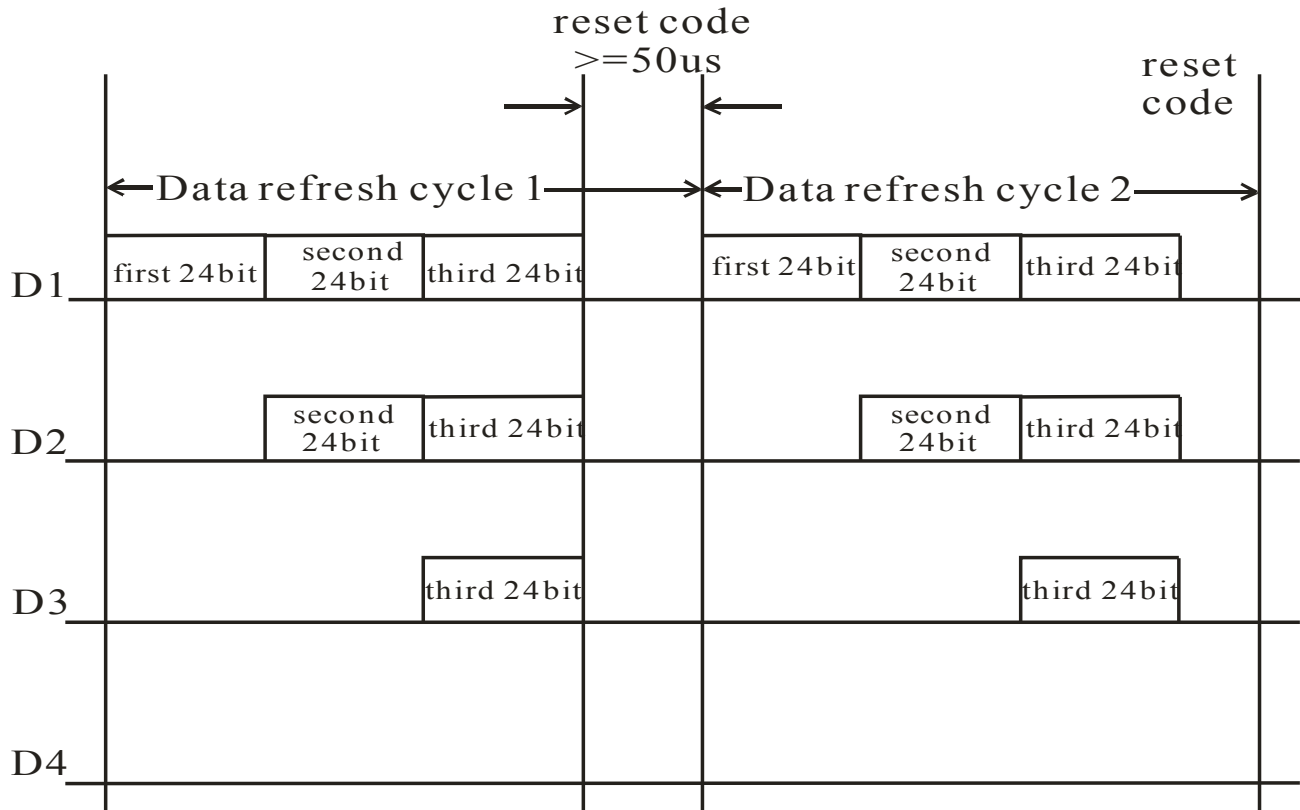 reset code
>=50us
reset
code
Data refresh cycle 1
Data refresh cycle 2
D1
first 24bit
second
24bit
third 24bit
first 24bit
second
24bit
third 24bit
D2
second
24bit
third 24bit
second
24bit
third 24bit
D3
third 24bit
third 24bit
D4